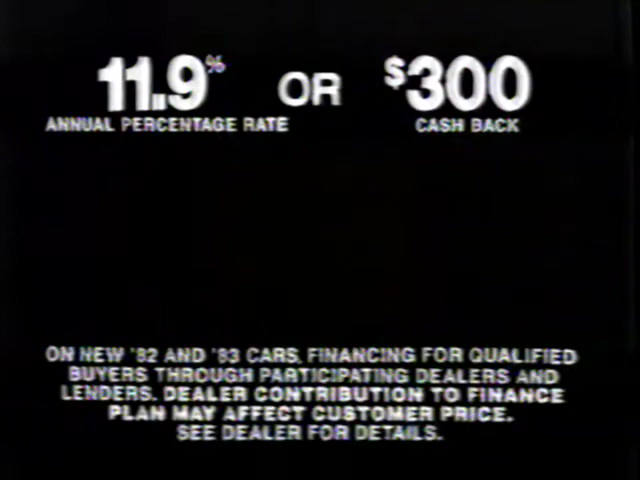 11.9% OR $300
ANNUAL PERCENTAGE RATE CASH BACK
ON NEW '82 AND '83 CARS. FINANCING FOR QUALIFIED
BUYERS THROUGH PARTICIPATING DEALERS AND
LENDERS. DEALER CONTRIBUTION TO FINANCE
PLAN MAY AFFECT CUSTOMER PRICE.
SEE DEALER FOR DETAILS.